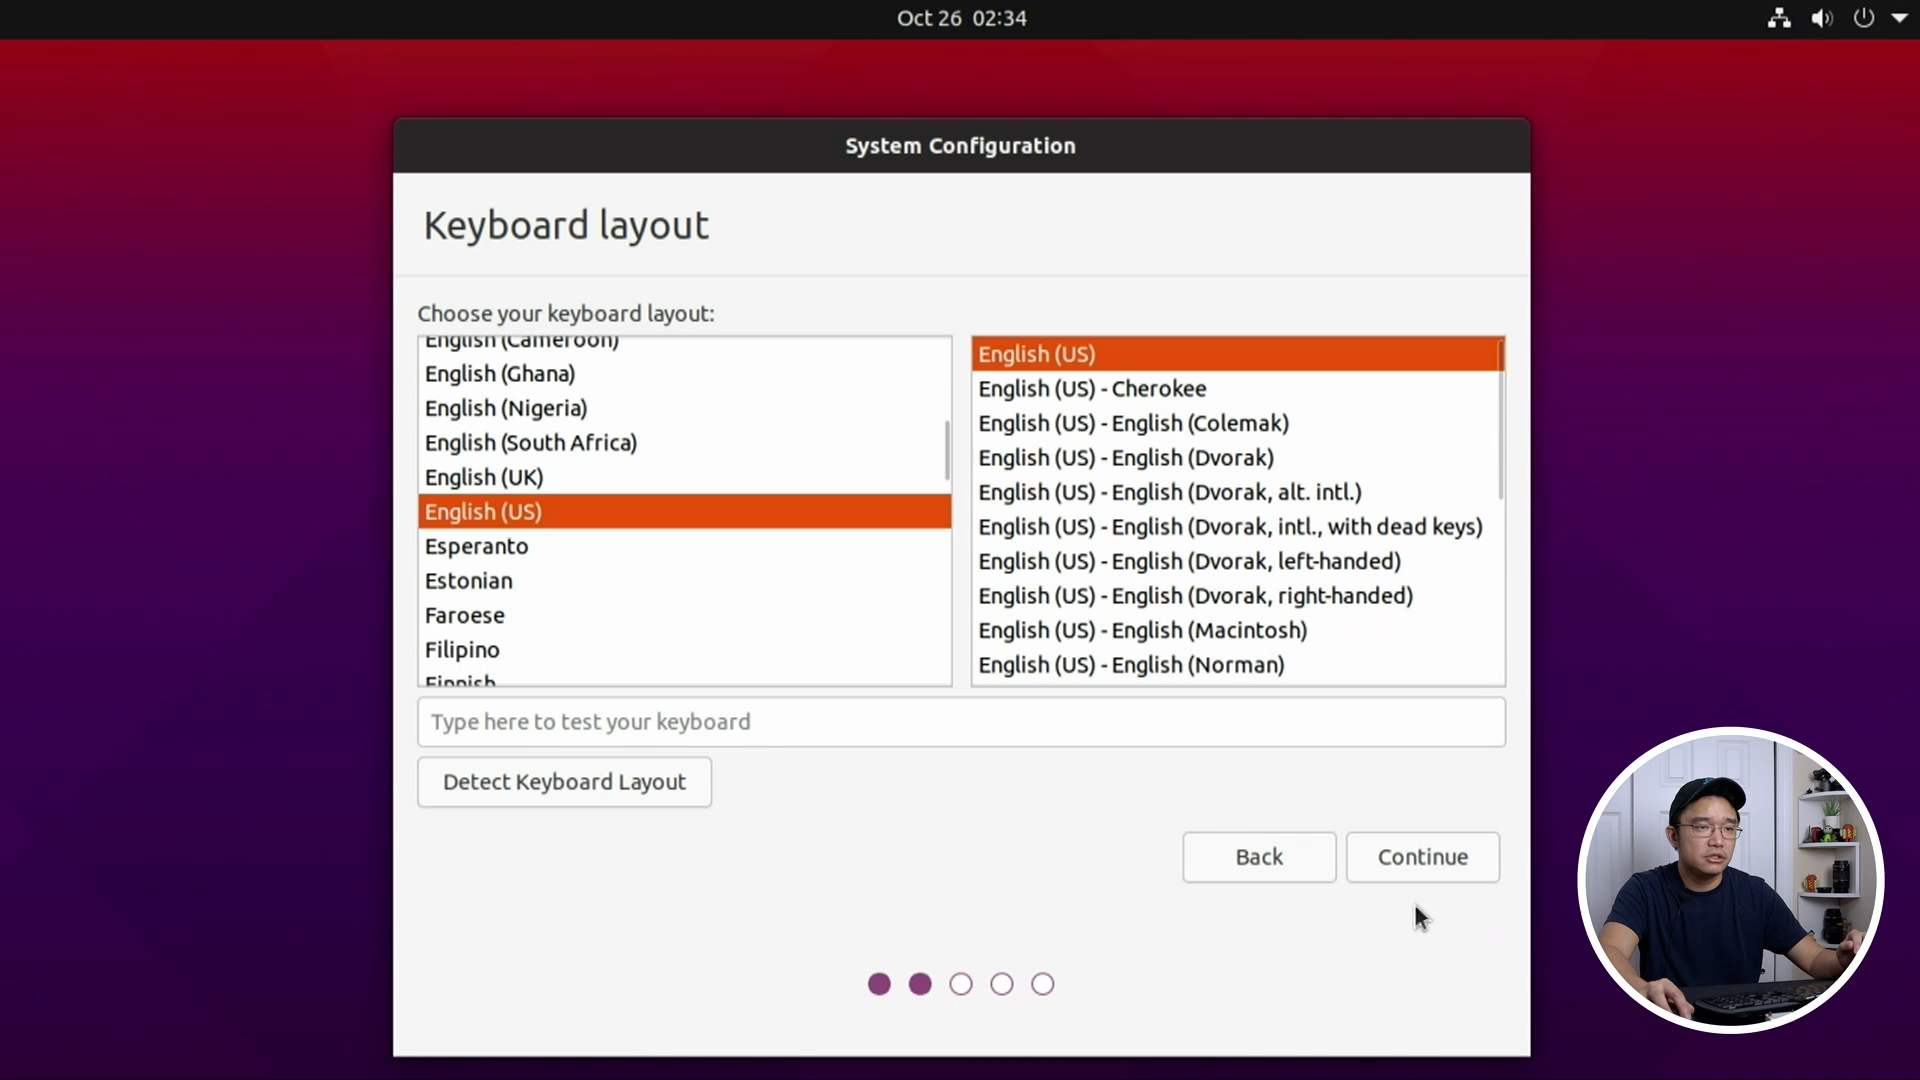 Oct 26 02:34
System Configuration
Keyboard layout
Choose your keyboard layout:
English (Cameroon)
English (Ghana)
English (Nigeria)
English (South Africa)
English (UK)
English (US)
Esperanto
Estonian
Faroese
Filipino
Finnish
English (US)
English (US) - Cherokee
English (US) - English (Colemak)
English (US) - English (Dvorak)
English (US) - English (Dvorak, alt. intl.)
English (US) - English (Dvorak, intl., with dead keys)
English (US) - English (Dvorak, left-handed)
English (US) - English (Dvorak, right-handed)
English (US) - English (Macintosh)
English (US) - English (Norman)
Type here to test your keyboard
Detect Keyboard Layout
Back
Continue